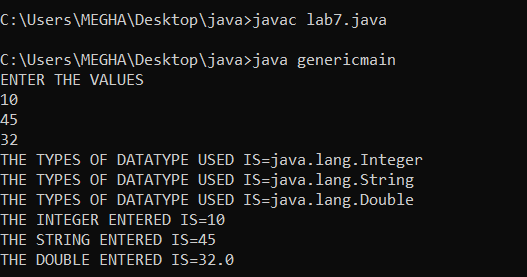 C:\Users\MEGHA\Desktop\java>javac lab7.java
C:\Users\MEGHA\Desktop\java>java genericmain
ENTER THE VALUES
10
45
32
THE TYPES OF DATATYPE USED IS=java.lang.Integer
THE TYPES OF DATATYPE USED IS=java.lang.String
THE TYPES OF DATATYPE USED IS=java.lang.Double
THE INTEGER ENTERED IS=10
THE STRING ENTERED IS=45
THE DOUBLE ENTERED IS=32.0